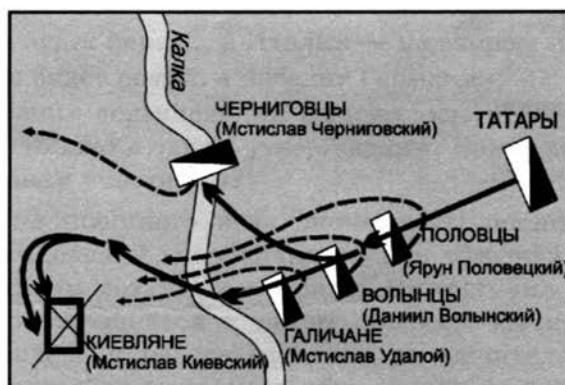 Калка
ЧЕРНИГОВЦЫ
(Мстислав Черниговский)
ТАТАРЫ
ПОЛОВЦЫ
(Ярун Половецкий)
ВОЛЫНЦЫ
(Даниил Волынский)
ГАЛИЧАНЕ
(Мстислав Удалой)
КИЕВЛЯНЕ
(Мстислав Киевский)